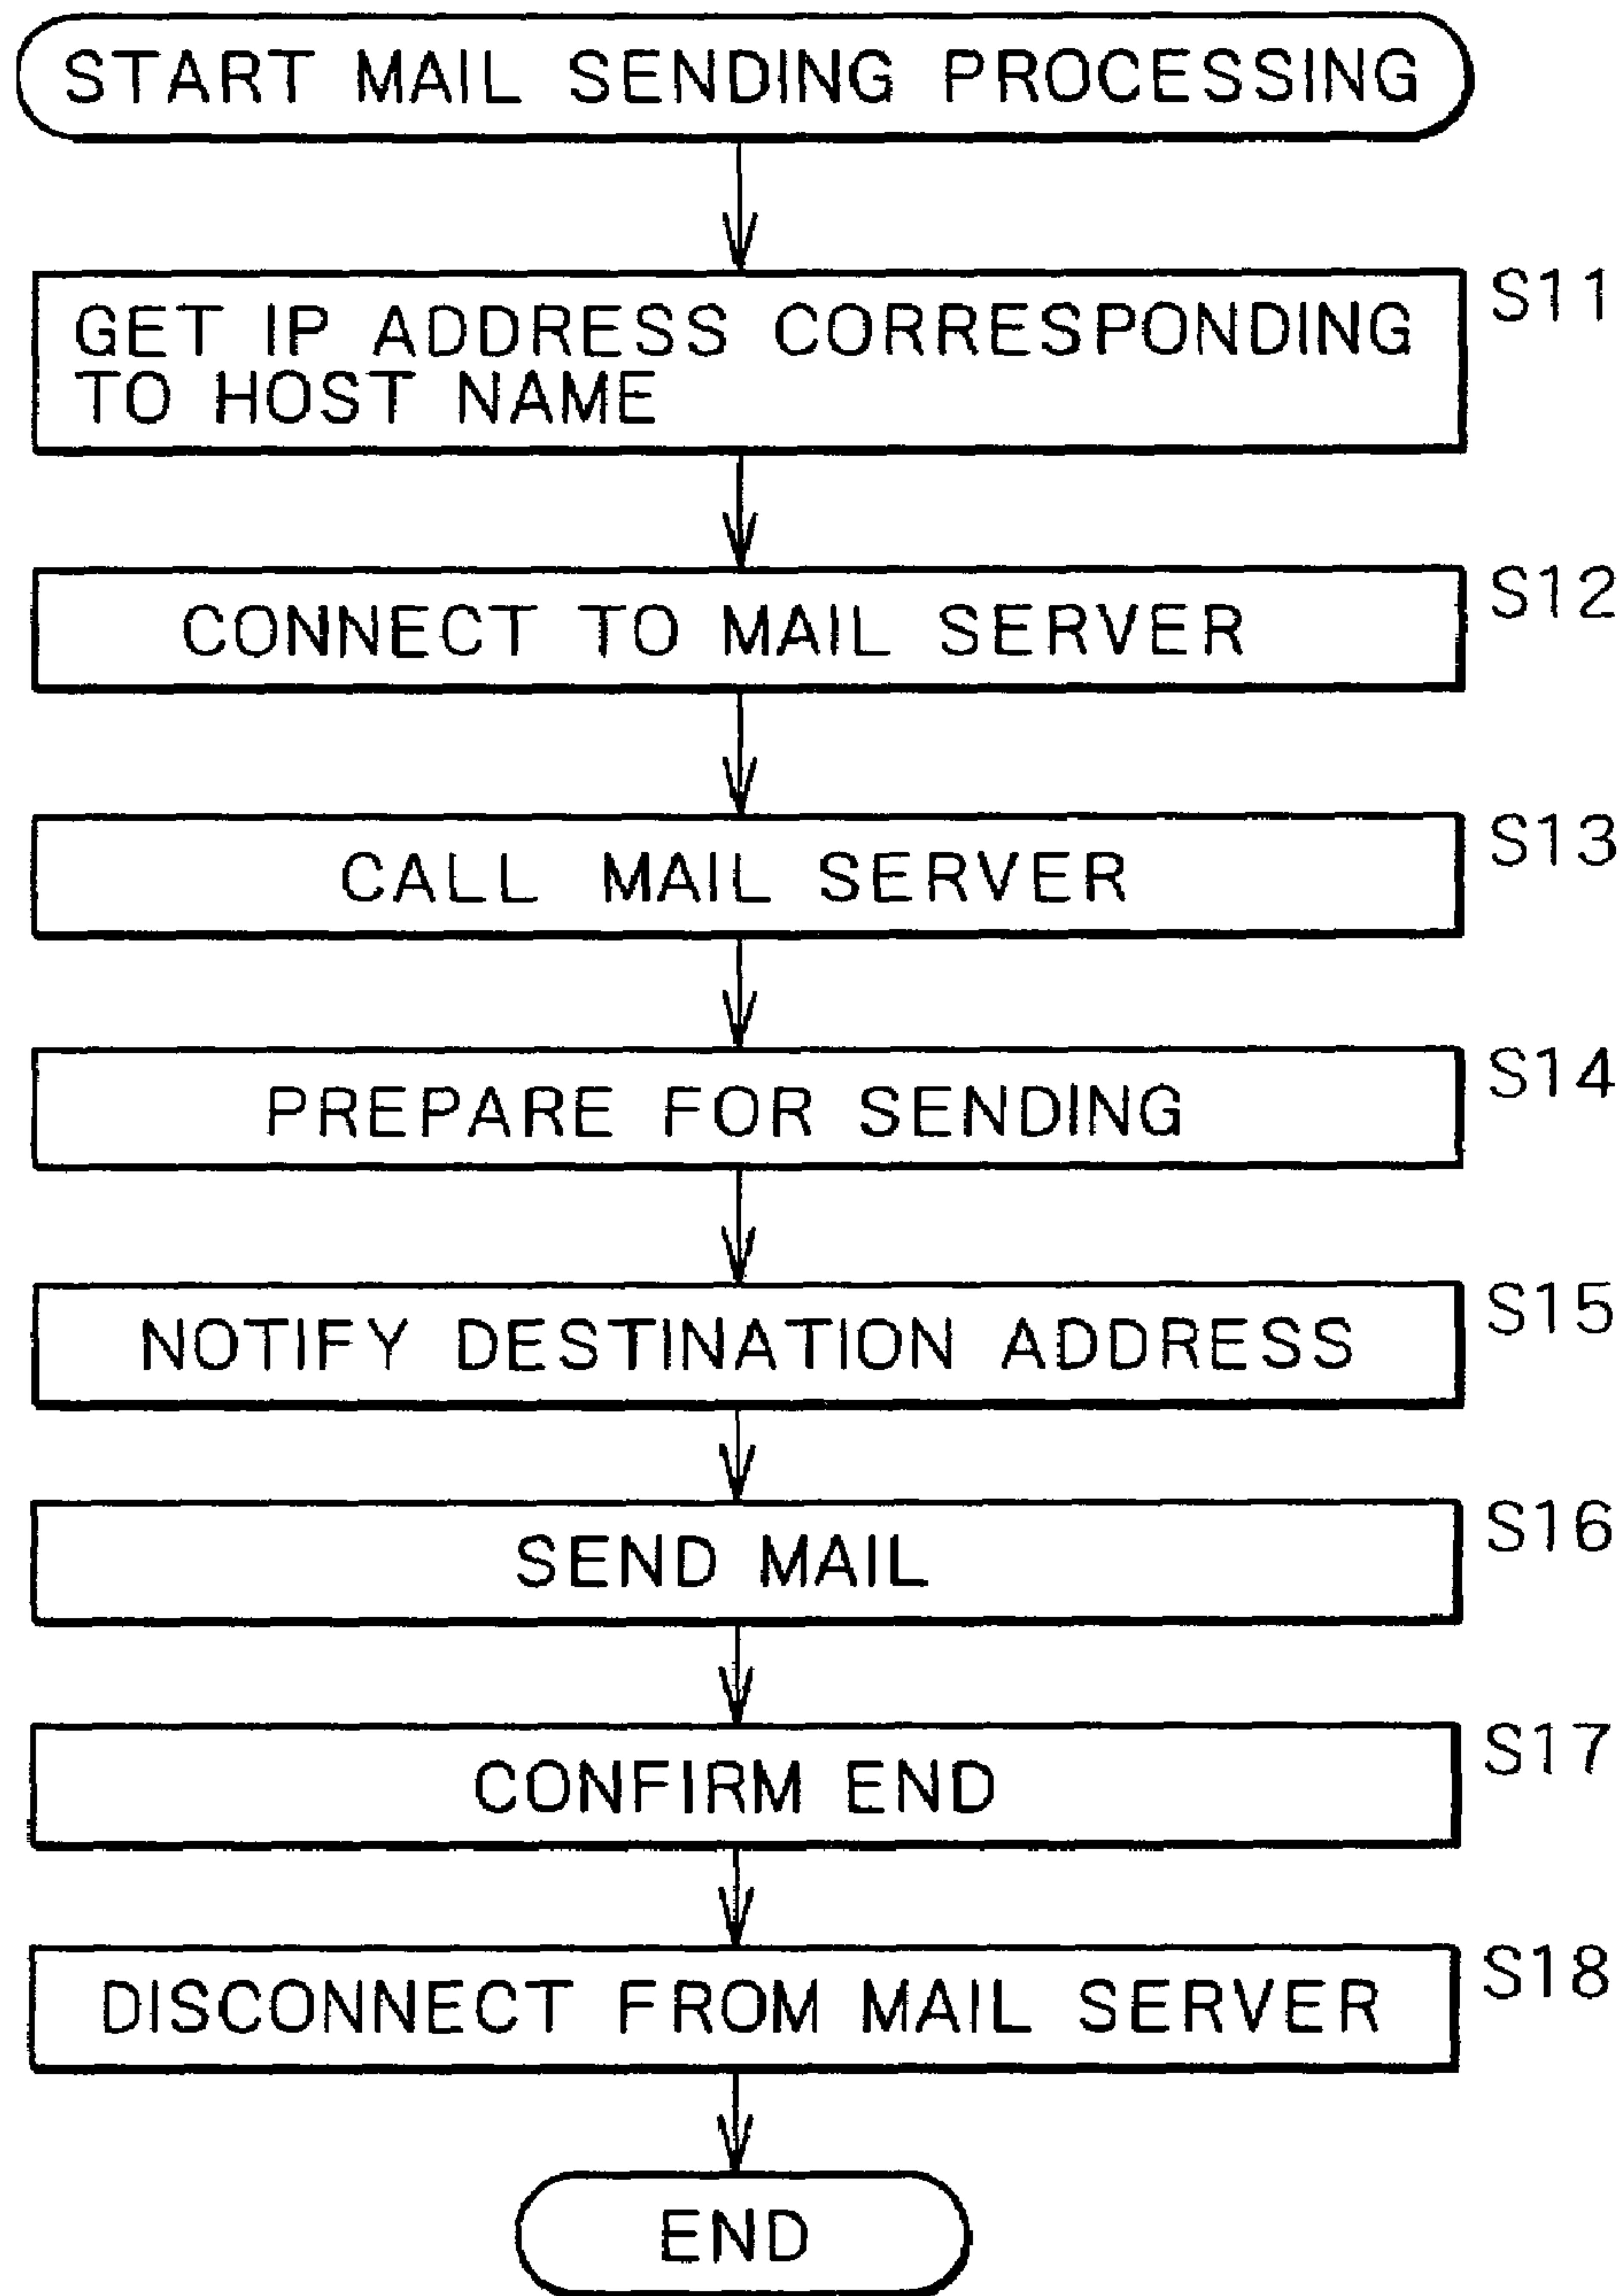 START MAIL SENDING PROCESSING
S11
GET IP ADDRESS CORRESPONDING
TO HOST NAME
S12
CONNECT TO MAIL SERVER
S13
CALL MAIL SERVER
S14
PREPARE FOR SENDING
S15
NOTIFY DESTINATION ADDRESS
S16
SEND MAIL
S17
CONFIRM END
S18
DISCONNECT FROM MAIL SERVER
END